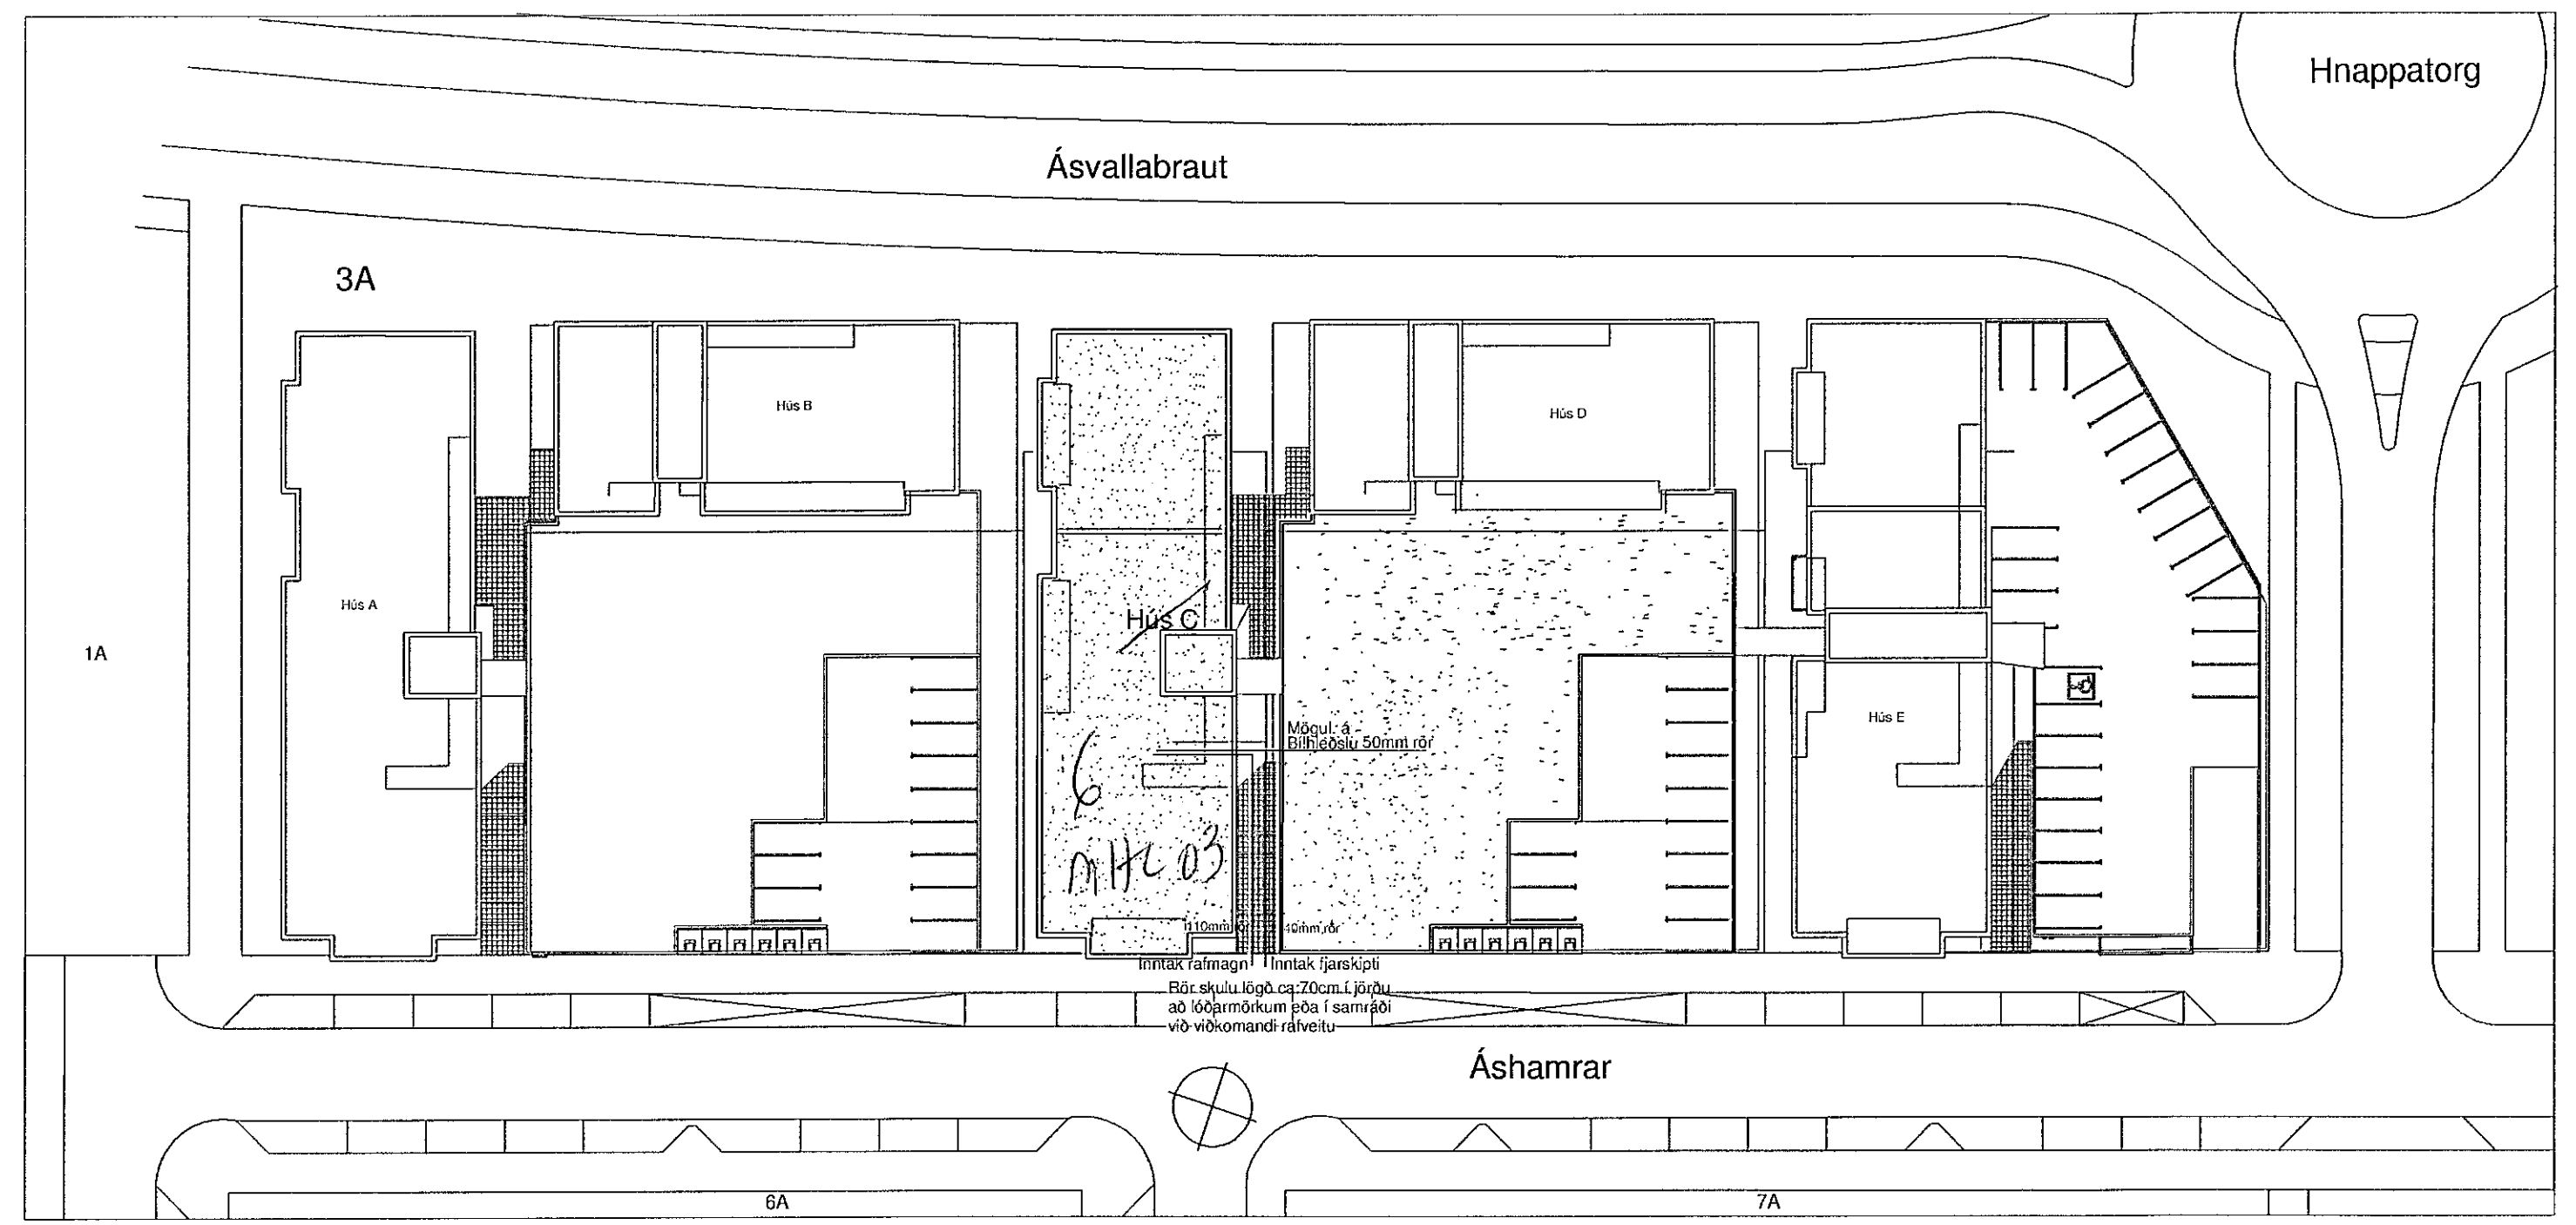 Hnappatorg
Ásvallabraut
3A
Hús B
Hús D
Hús A
Hús C
1A
Hús E
Mögul. á
Bílhleðslu 50mm rör
6
MHL 03
110mm rör
40mm rör
Inntak rafmagn
Inntak fjarskipti
Rör skulu lögð ca:70cm í jörðu
að lóðarmörkum eða í samráði
við viðkomandi rafveitu
Áshamrar
6A
7A